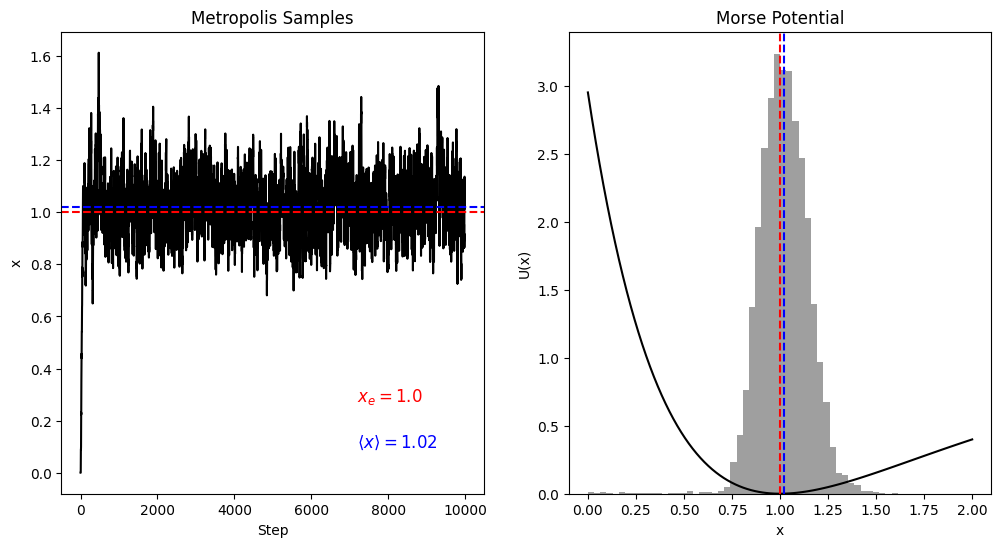 Metropolis Samples
x
1.6
1.4
1.2
1.0
0.8
0.6
0.4
0.2
0.0
$x_e = 1.0$
$\langle x \rangle = 1.02$
0 2000 4000 6000 8000 10000
Step
Morse Potential
U(x)
3.0
2.5
2.0
1.5
1.0
0.5
0.0
0.00 0.25 0.50 0.75 1.00 1.25 1.50 1.75 2.00
x